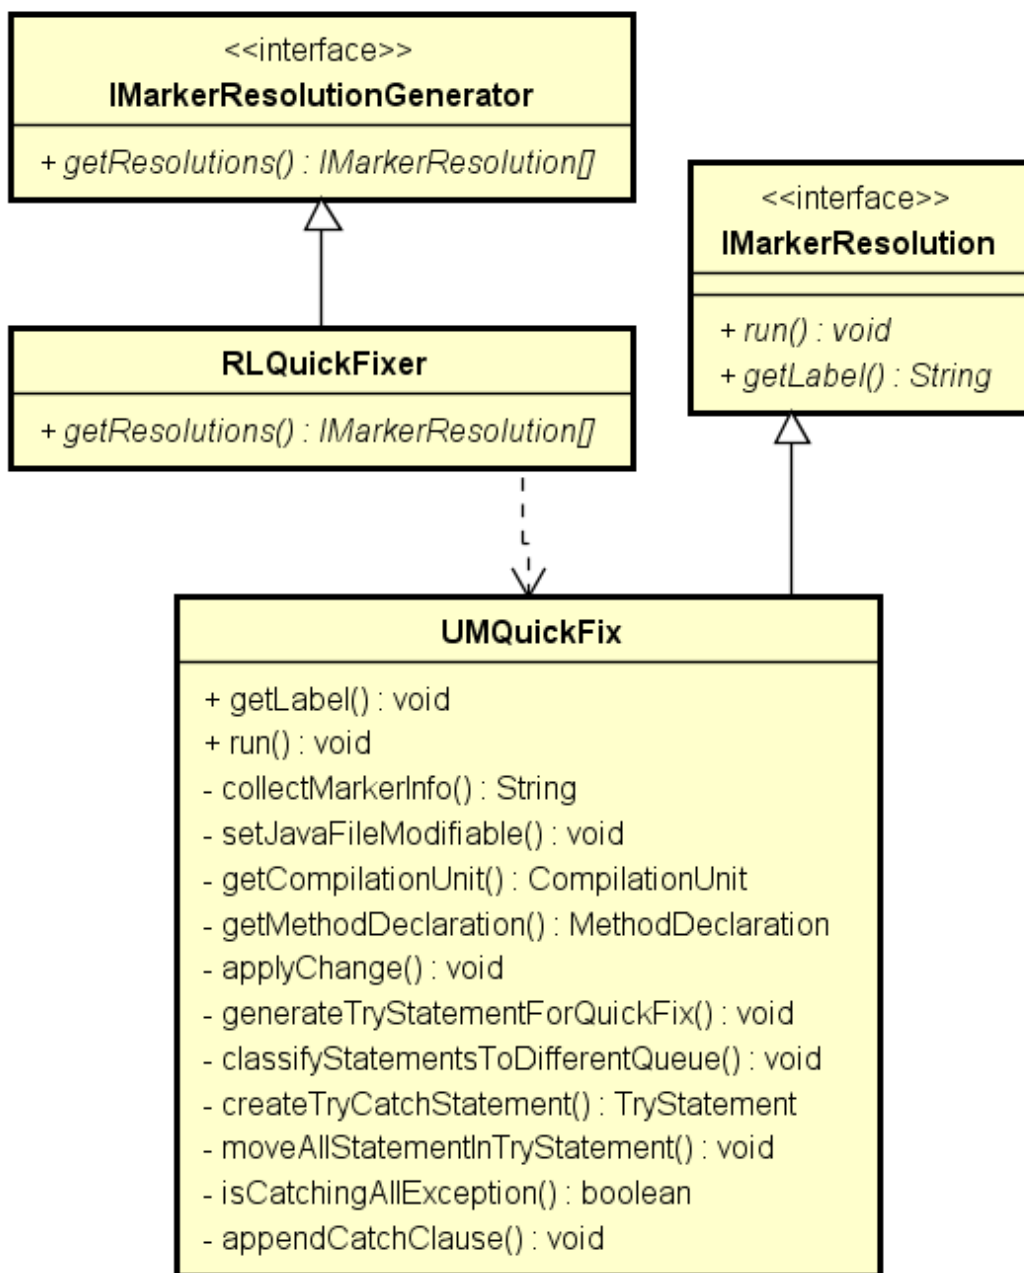 <<interface>>
IMarkerResolutionGenerator
+ getResolutions() : IMarkerResolution[]
<<interface>>
IMarkerResolution
+ run() : void
+ getLabel() : String
RLQuickFixer
+ getResolutions() : IMarkerResolution[]
UMQuickFix
+ getLabel() : void
+ run() : void
- collectMarkerInfo() : String
- setJavaFileModifiable() : void
- getCompilationUnit() : CompilationUnit
- getMethodDeclaration() : MethodDeclaration
- applyChange() : void
- generateTryStatementForQuickFix() : void
- classifyStatementsToDifferentQueue() : void
- createTryCatchStatement() : TryStatement
- moveAllStatementInTryStatement() : void
- isCatchingAllException() : boolean
- appendCatchClause() : void